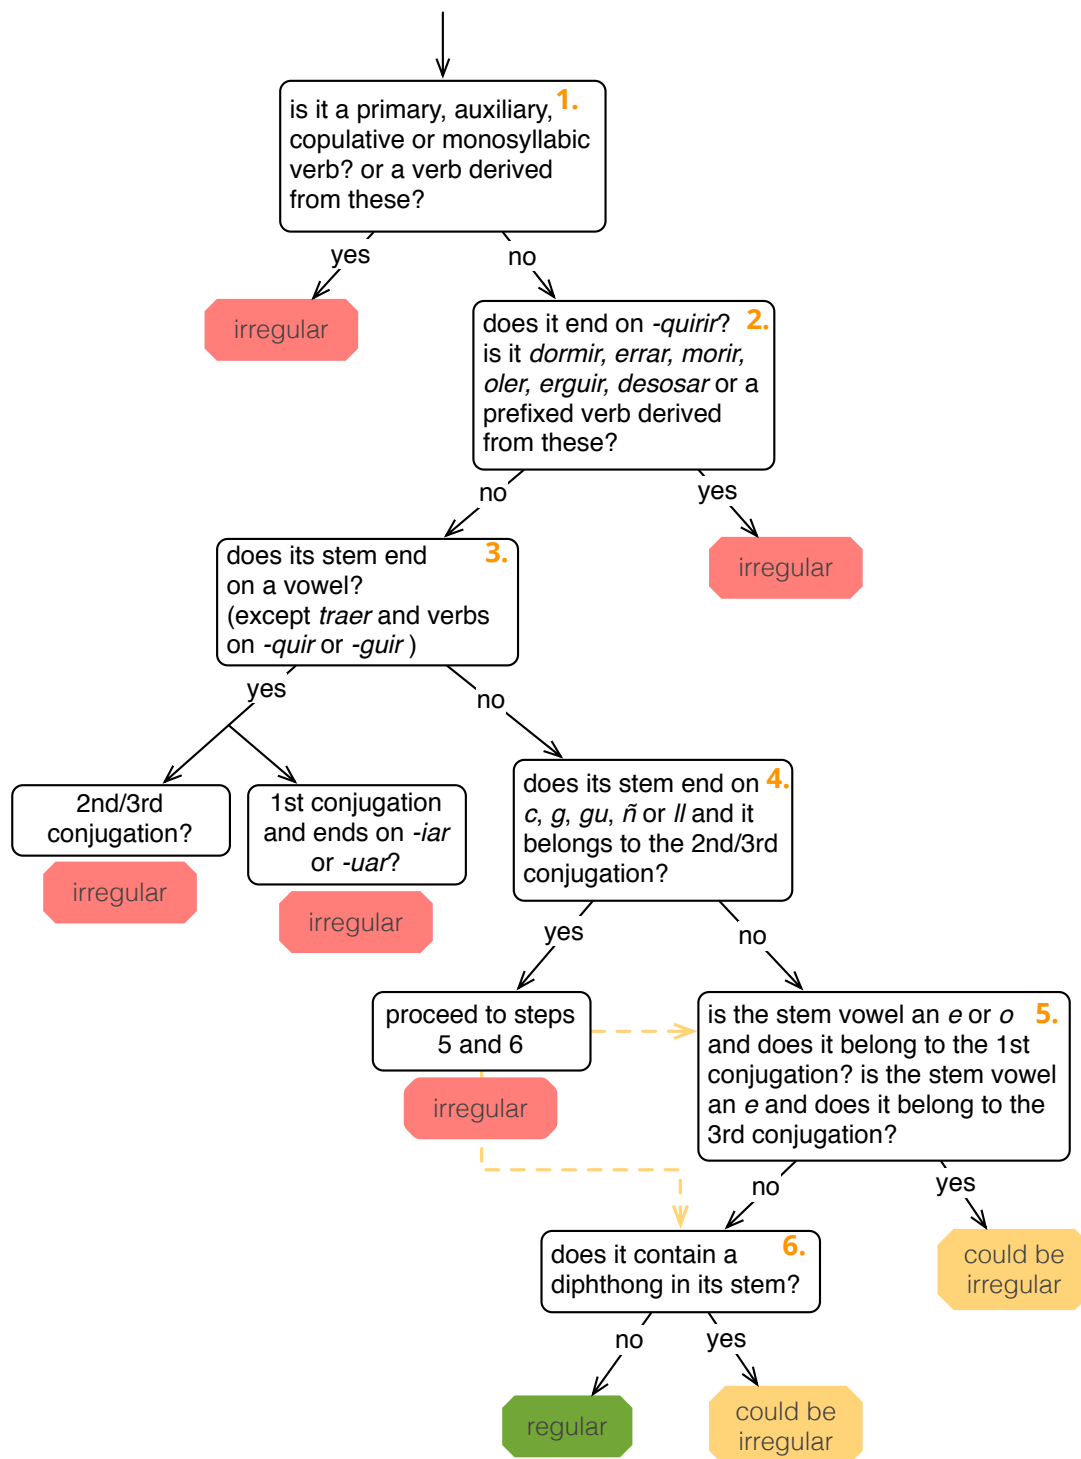 is it a primary, auxiliary, 1.
copulative or monosyllabic
verb? or a verb derived
from these?
yes
no
irregular
does it end on -quirir? 2.
is it dormir, errar, morir,
oler, erguir, desosar or a
prefixed verb derived
from these?
no
yes
irregular
does its stem end 3.
on a vowel?
(except traer and verbs
on -quir or -guir )
yes
no
2nd/3rd
conjugation?
irregular
1st conjugation
and ends on -iar
or -uar?
irregular
does its stem end on 4.
c, g, gu, ñ or ll and it
belongs to the 2nd/3rd
conjugation?
yes
no
proceed to steps
5 and 6
irregular
is the stem vowel an e or o 5.
and does it belong to the 1st
conjugation? is the stem vowel
an e and does it belong to the
3rd conjugation?
no
yes
could be
irregular
does it contain a 6.
diphthong in its stem?
no
yes
regular
could be
irregular